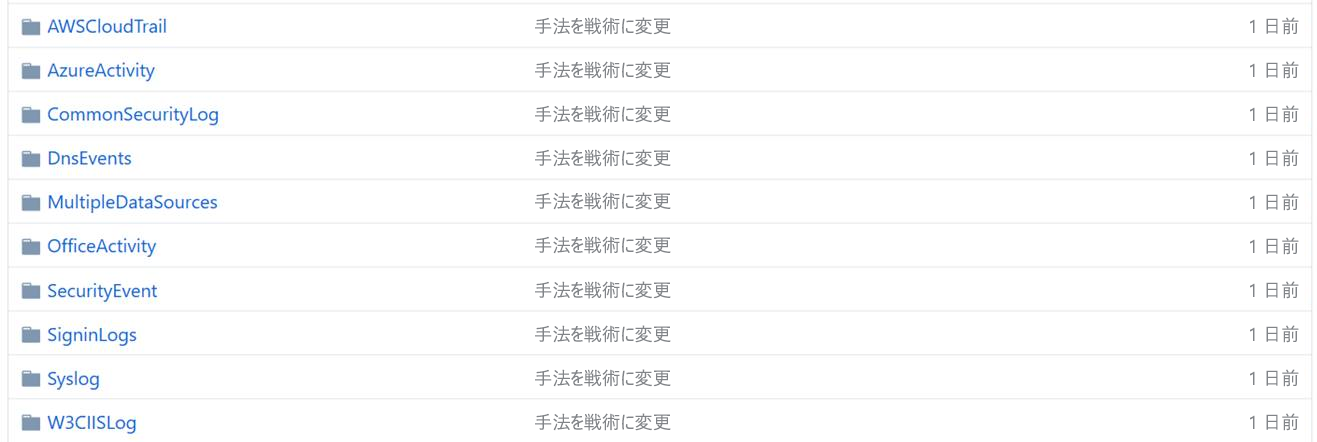 AWSCloudTrail 手法を戦術に変更 1 日前
AzureActivity 手法を戦術に変更 1 日前
CommonSecurityLog 手法を戦術に変更 1 日前
DnsEvents 手法を戦術に変更 1 日前
MultipleDataSources 手法を戦術に変更 1 日前
OfficeActivity 手法を戦術に変更 1 日前
SecurityEvent 手法を戦術に変更 1 日前
SigninLogs 手法を戦術に変更 1 日前
Syslog 手法を戦術に変更 1 日前
W3CIISLog 手法を戦術に変更 1 日前